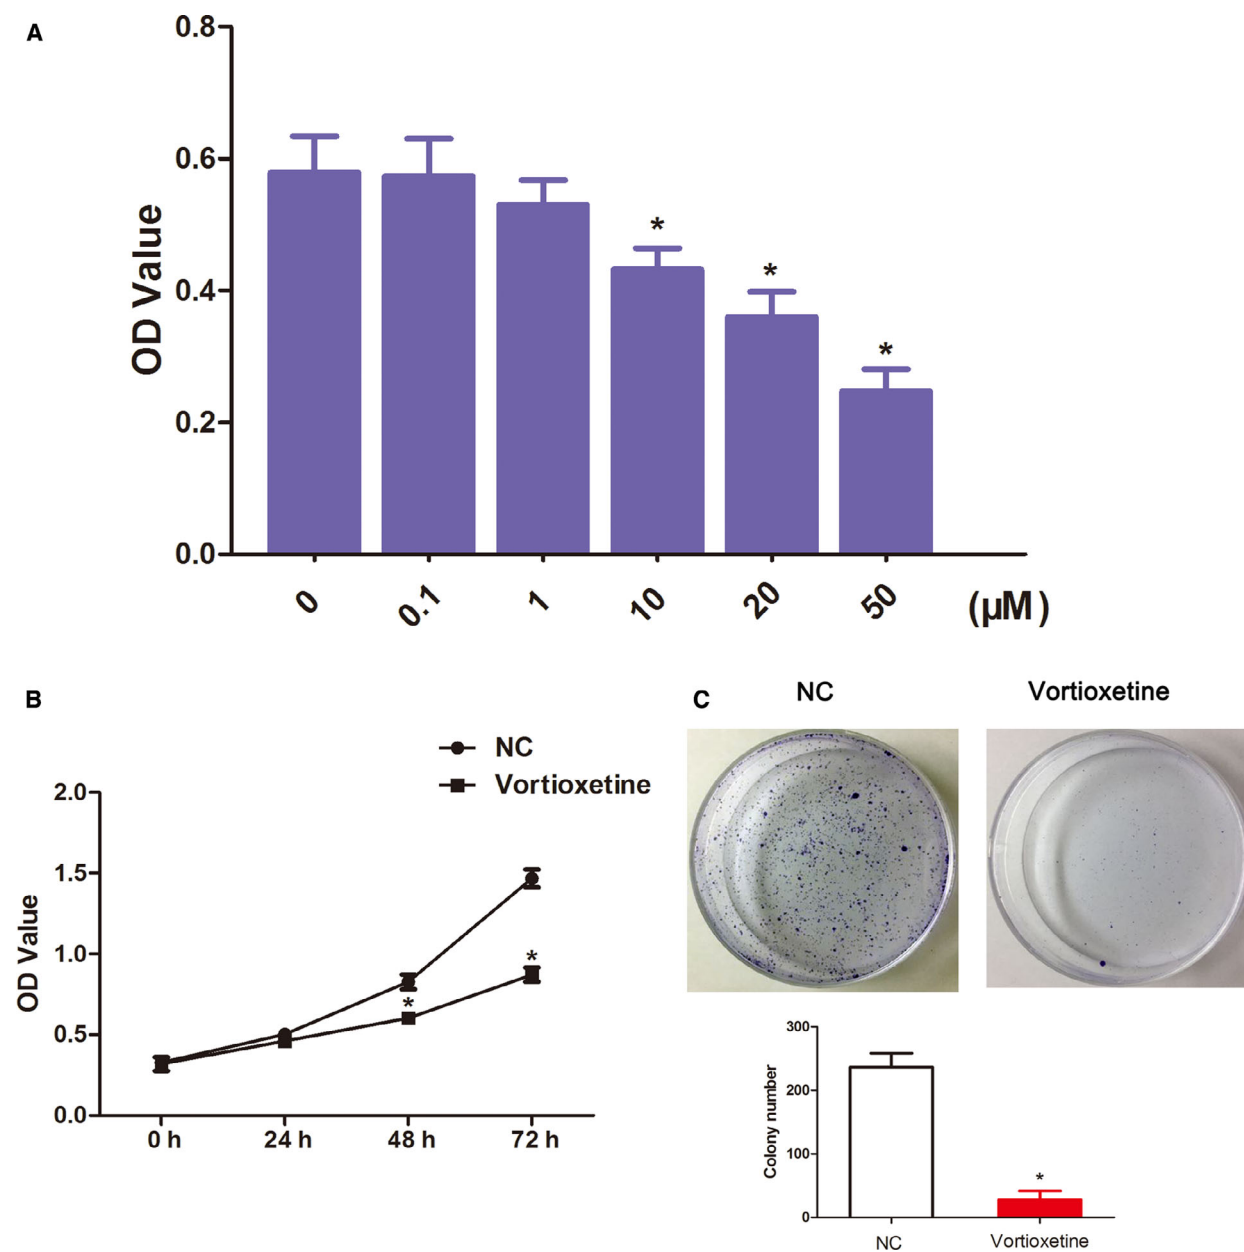 A
0.8
0.6
0.4
0.2
0.0
OD Value
*
*
*
0
0.1
1
10
20
50
(µM)
B
NC
Vortioxetine
2.0
1.5
1.0
0.5
0.0
OD Value
*
*
0 h
24 h
48 h
72 h
C
NC
Vortioxetine
300
200
100
0
Colony number
*
NC
Vortioxetine